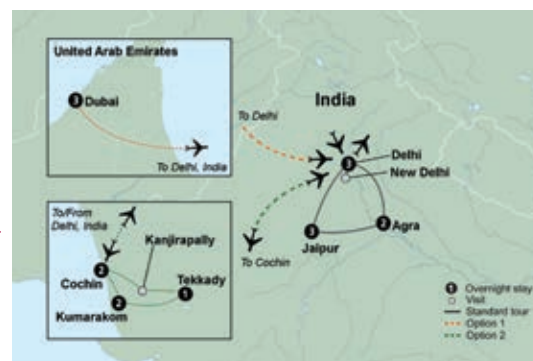 United Arab Emirates
3 Dubai
To Delhi, India
India
To Delhi
3 Delhi
New Delhi
2 Agra
3
Jaipur
To Cochin
To/From
Delhi, India
Kanjirapally
2
Cochin
Tekkady
1
2
Kumarakom
1 Overnight stay
Visit
Standard tour
Option 1
Option 2